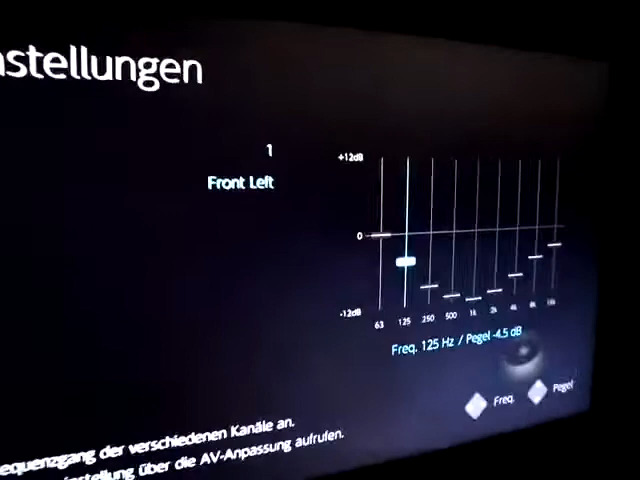 nstellungen
1
Front Left
+12dB
0
-12dB
63 125 250 500 1k 2k 4k 8k 16k
Freq. 125 Hz / Pegel -4.5 dB
Freq. Pegel
equenzgang der verschiedenen Kanäle an.
instellung über die AV-Anpassung aufrufen.